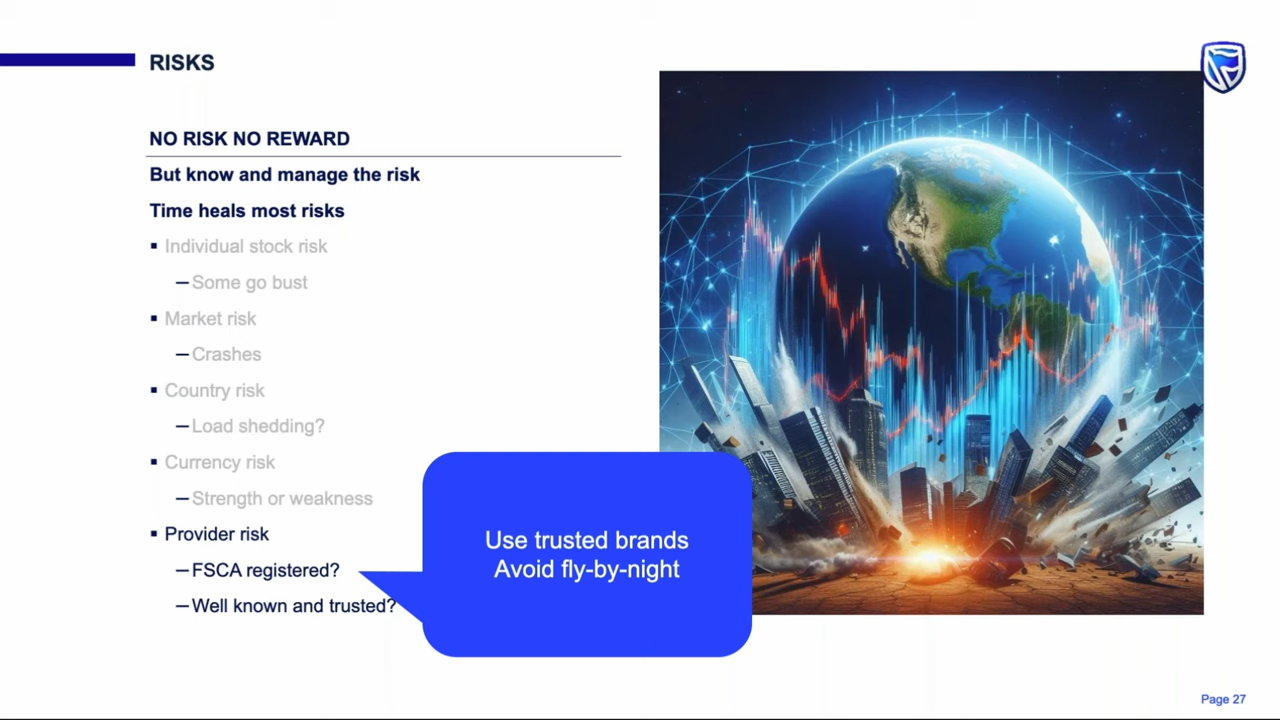 RISKS
NO RISK NO REWARD
But know and manage the risk
Time heals most risks
▪ Individual stock risk
– Some go bust
▪ Market risk
– Crashes
▪ Country risk
– Load shedding?
▪ Currency risk
– Strength or weakness
▪ Provider risk
– FSCA registered?
– Well known and trusted?
Use trusted brands
Avoid fly-by-night
Page 27